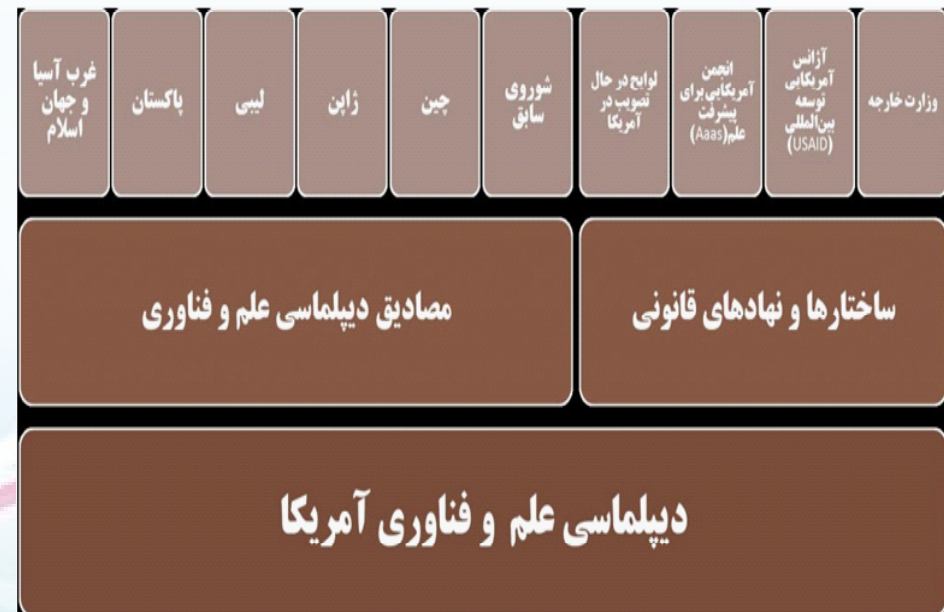 وزارت خارجه
آژانس
آمریکایی
توسعه
بین‌المللی
(USAID)
انجمن
آمریکایی برای
پیشرفت
علم(Aaas)
لوایح در حال
تصویب در
آمریکا
شوروی
سابق
چین
ژاپن
لیبی
پاکستان
غرب آسیا
و جهان
اسلام
ساختارها و نهادهای قانونی
مصادیق دیپلماسی علم و فناوری
دیپلماسی علم و فناوری آمریکا